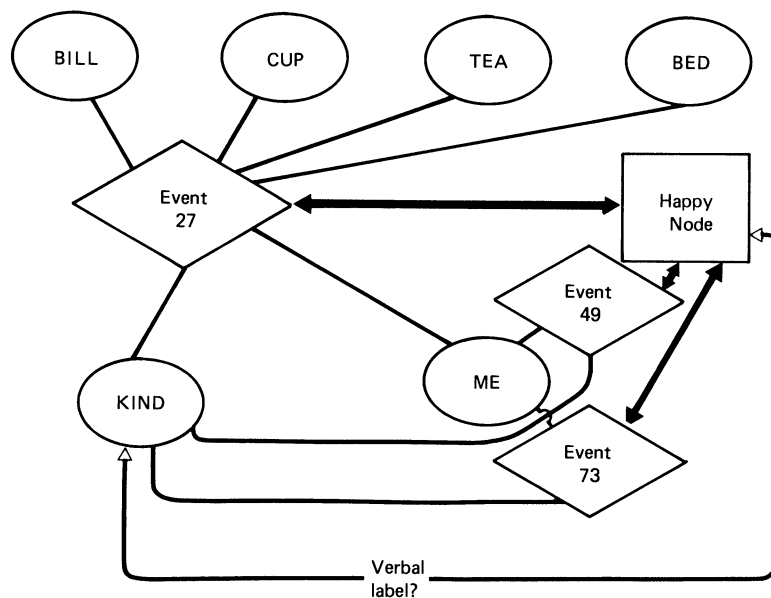 BILL
CUP
TEA
BED
Event
27
Happy
Node
Event
49
ME
KIND
Event
73
Verbal
label?